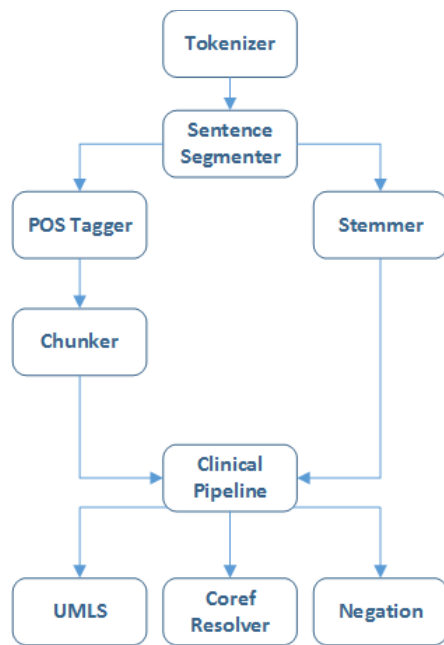 Tokenizer
Sentence
Segmenter
POS Tagger
Stemmer
Chunker
Clinical
Pipeline
UMLS
Coref
Resolver
Negation